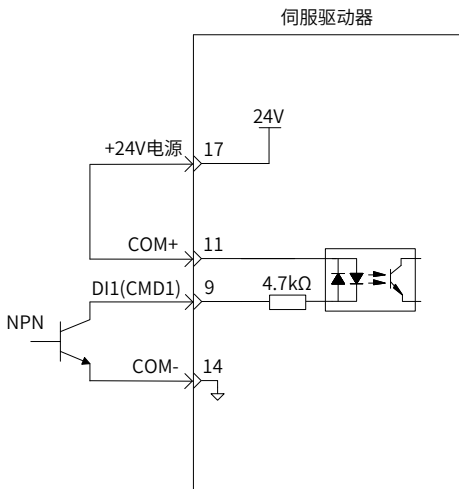 伺服驱动器
24V
+24V电源 17
COM+ 11
DI1(CMD1) 9 4.7kΩ
NPN
COM- 14